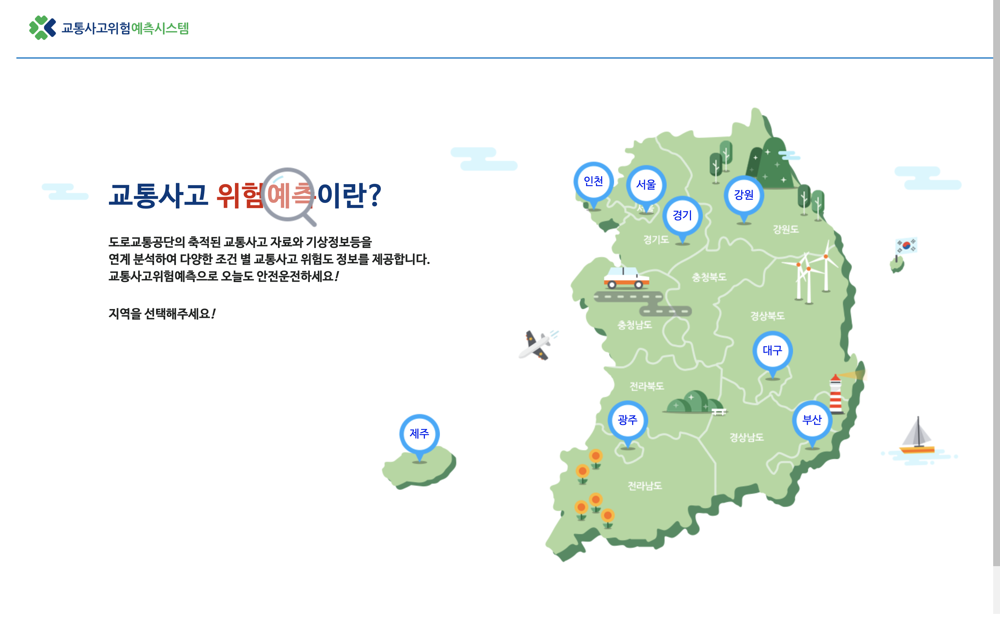 교통사고위험예측시스템
교통사고 위험예측이란?
도로교통공단의 축적된 교통사고 자료와 기상정보등을
연계 분석하여 다양한 조건 별 교통사고 위험도 정보를 제공합니다.
교통사고위험예측으로 오늘도 안전운전하세요!
지역을 선택해주세요!
인천
서울
강원
서울
경기
강원도
경기도
충청북도
경상북도
충청남도
대구
전라북도
광주
부산
제주
경상남도
전라남도